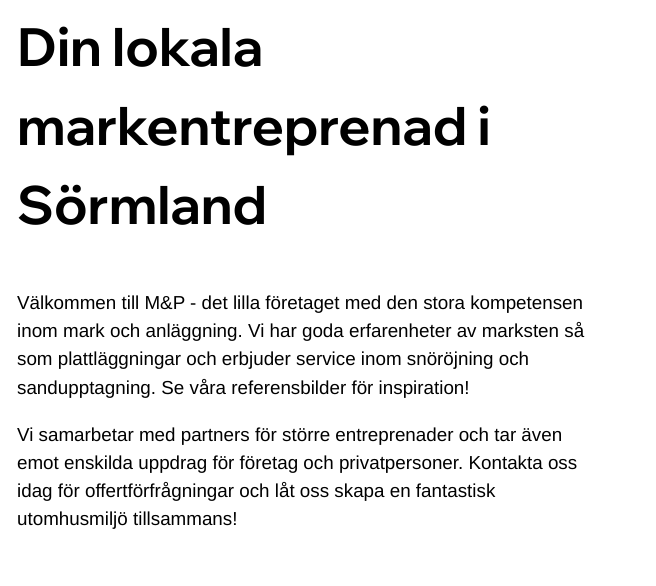 Din lokala
markentreprenad i
Sörmland
Välkommen till M&P - det lilla företaget med den stora kompetensen
inom mark och anläggning. Vi har goda erfarenheter av marksten så
som plattläggningar och erbjuder service inom snöröjning och
sandupptagning. Se våra referensbilder för inspiration!
Vi samarbetar med partners för större entreprenader och tar även
emot enskilda uppdrag för företag och privatpersoner. Kontakta oss
idag för offertförfrågningar och låt oss skapa en fantastisk
utomhusmiljö tillsammans!